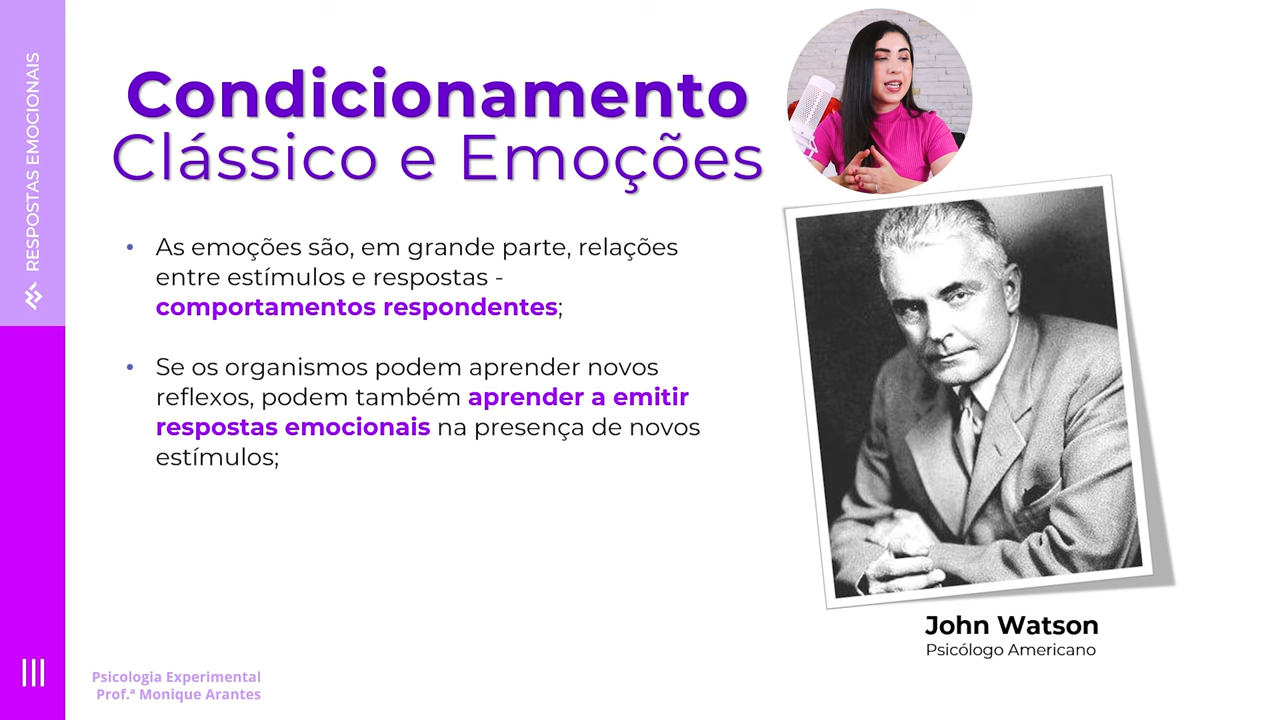 RESPOSTAS EMOCIONAIS
Condicionamento
Clássico e Emoções
• As emoções são, em grande parte, relações
entre estímulos e respostas -
comportamentos respondentes;
• Se os organismos podem aprender novos
reflexos, podem também aprender a emitir
respostas emocionais na presença de novos
estímulos;
John Watson
Psicólogo Americano
Psicologia Experimental
Prof.ª Monique Arantes